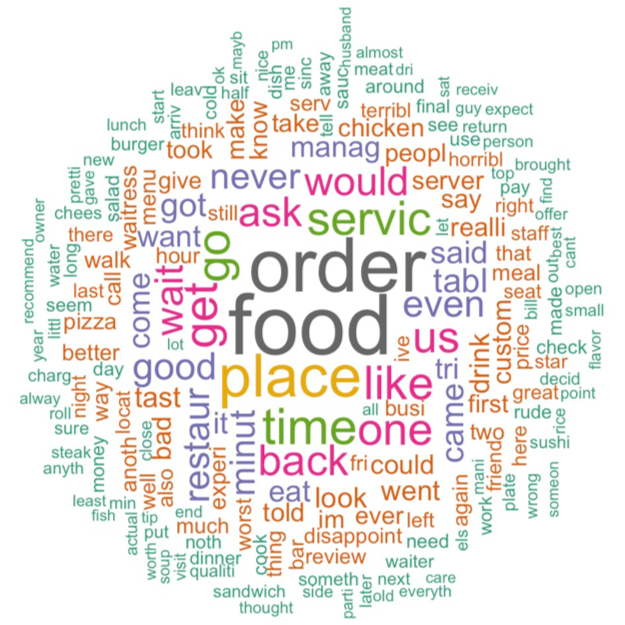 husband
mayb
pm
almost
nice
sinc
away
ok
sit
me
dish
sauc
meat
dri
leav
half
around
sat
receiv
start
cold
arriv
serv
terribl
final
guy
expect
lunch
think
make
know
take
tell
chicken
see
return
burger
took
manag
peopl
use
person
new
horribl
top
brought
pretti
gave
salad
waitress
menu
give
never
would
server
pay
find
owner
chees
got
still
ask
servic
say
right
offer
recommend
there
want
go
let
realli
staff
best
cant
water
long
walk
hour
order
said
that
out
last
call
come
wait
get
tabl
meal
seat
open
seem
littl
pizza
food
even
custom
bill
made
small
year
lot
us
drink
price
check
flavor
better
good
ive
star
charg
day
place
like
tri
decid
alway
night
way
tast
all
busi
came
first
great
point
roll
locat
restaur
it
minut
time
one
rude
rice
sure
anoth
bad
two
here
sushi
steak
close
back
fri
could
friend
anyth
money
well
also
experi
eat
look
went
again
mani
plate
wrong
someon
least
min
worst
told
im
ever
left
els
work
fish
actual
tip
end
put
much
thing
disappoint
need
worth
soup
noth
cook
bar
review
visit
dinner
waiter
qualiti
someth
next
care
sandwich
side
parti
later
old
everyth
thought